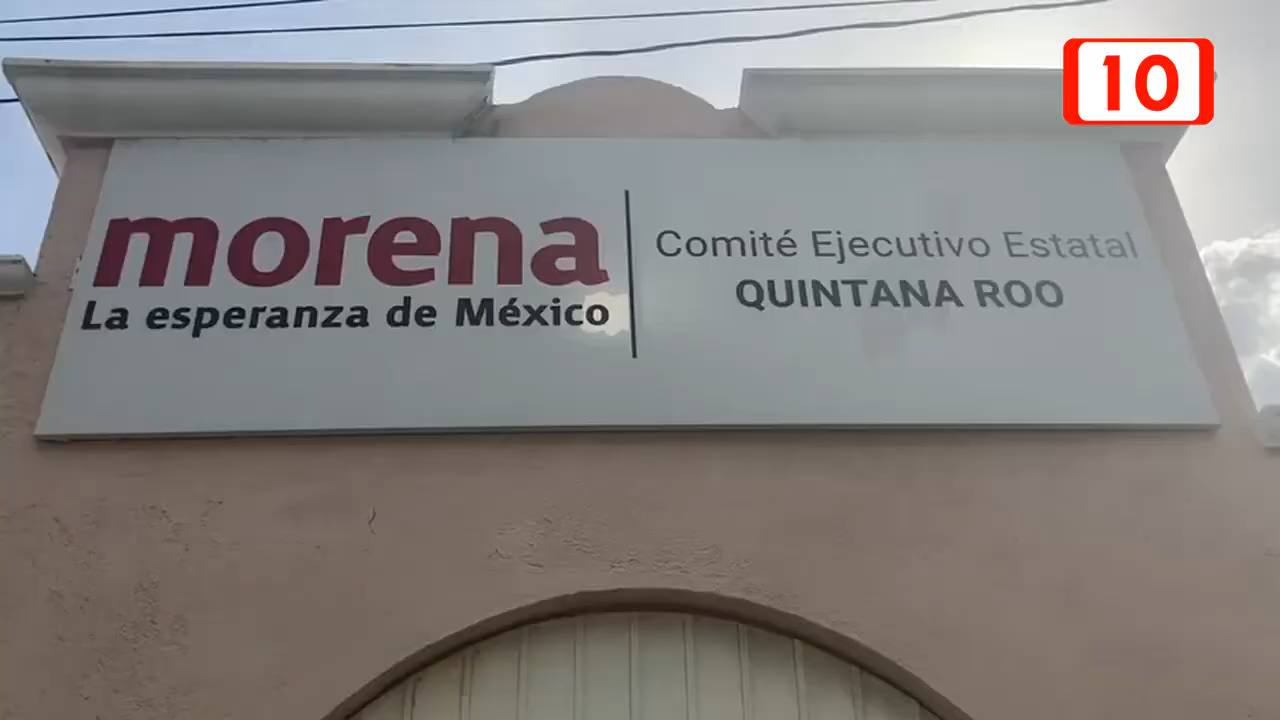 10
morena
La esperanza de México
Comité Ejecutivo Estatal
QUINTANA ROO